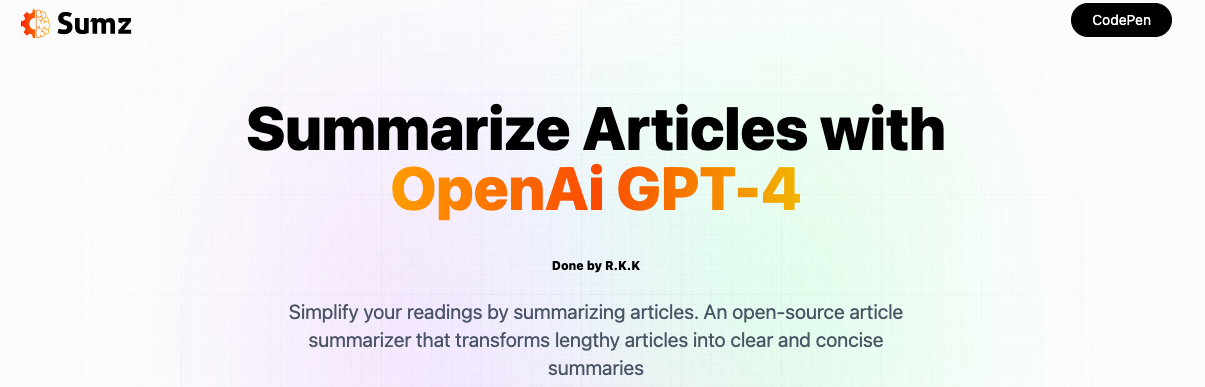 Sumz
CodePen
Summarize Articles with
OpenAi GPT-4
Done by R.K.K
Simplify your readings by summarizing articles. An open-source article
summarizer that transforms lengthy articles into clear and concise
summaries